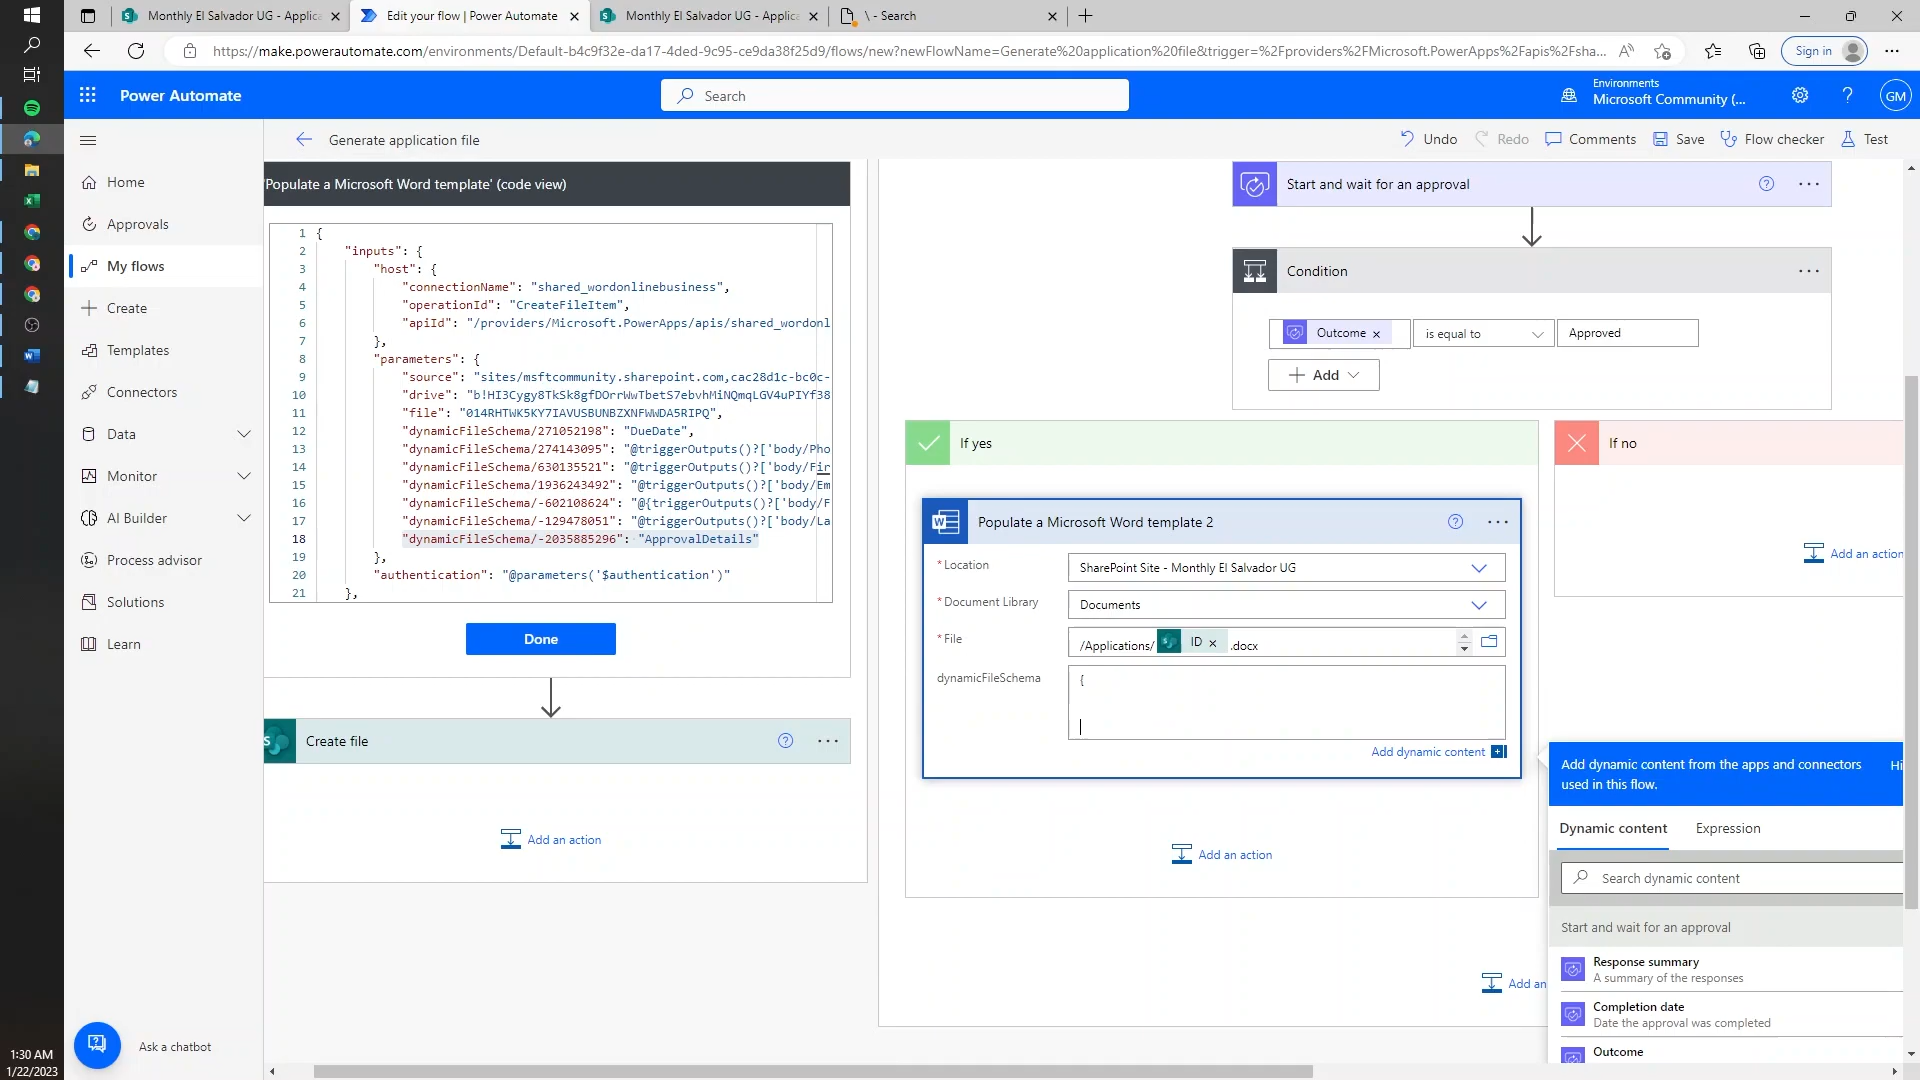 Monthly El Salvador UG - Applica
Edit your flow | Power Automate
Monthly El Salvador UG - Applica
\ - Search
https://make.powerautomate.com/environments/Default-b4c9f32e-da17-4ded-9c95-ce9da38f25d9/flows/new?newFlowName=Generate%20application%20file&trigger=%2Fproviders%2FMicrosoft.PowerApps%2Fapis%2Fsha...
Sign in
Power Automate
Search
Environments
Microsoft Community (...
GM
Generate application file
Undo
Redo
Comments
Save
Flow checker
Test
Home
Approvals
My flows
Create
Templates
Connectors
Data
Monitor
AI Builder
Process advisor
Solutions
Learn
Ask a chatbot
1:30 AM
1/22/2023
'Populate a Microsoft Word template' (code view)
1 {
2 "inputs": {
3 "host": {
4 "connectionName": "shared_wordonlinebusiness",
5 "operationId": "CreateFileItem",
6 "apiId": "/providers/Microsoft.PowerApps/apis/shared_wordonl
7 },
8 "parameters": {
9 "source": "sites/msftcommunity.sharepoint.com,cac28d1c-bc0c-
10 "drive": "b!HI3Cygy8TkSk8gfDOrrWwTbetS7ebvhMiNQmqLGV4uPIYf38
11 "file": "014RHTWK5KY7IAVUSBUNBZXNFWWDA5RIPQ",
12 "dynamicFileSchema/271052198": "DueDate",
13 "dynamicFileSchema/274143095": "@triggerOutputs()?['body/Pho
14 "dynamicFileSchema/630135521": "@triggerOutputs()?['body/Fir
15 "dynamicFileSchema/1936243492": "@triggerOutputs()?['body/Em
16 "dynamicFileSchema/-602108624": "@{triggerOutputs()?['body/F
17 "dynamicFileSchema/-129478051": "@triggerOutputs()?['body/La
18 "dynamicFileSchema/-2035885296": "ApprovalDetails"
19 },
20 "authentication": "@parameters('$authentication')"
21 },
Done
Create file
Add an action
Start and wait for an approval
Condition
Outcome
is equal to
Approved
Add
If yes
If no
Populate a Microsoft Word template 2
* Location
SharePoint Site - Monthly El Salvador UG
* Document Library
Documents
* File
/Applications/ ID .docx
dynamicFileSchema
{
Add dynamic content
Add an action
Add an action
Add an
Add dynamic content from the apps and connectors
used in this flow.
Hi
Dynamic content
Expression
Search dynamic content
Start and wait for an approval
Response summary
A summary of the responses
Completion date
Date the approval was completed
Outcome